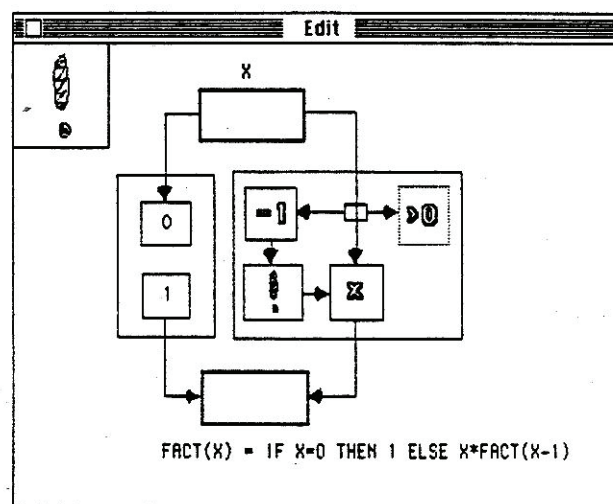 Edit
!
X
0
-1
>0
1
!
X
FACT(X) = IF X=0 THEN 1 ELSE X*FACT(X-1)